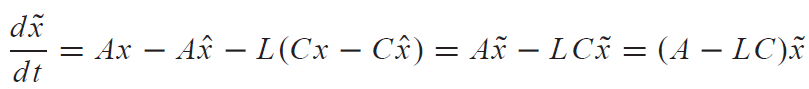 dx̃/dt = Ax − Ax̂ − L(Cx − Cx̂) = Ax̃ − LCx̃ = (A − LC)x̃